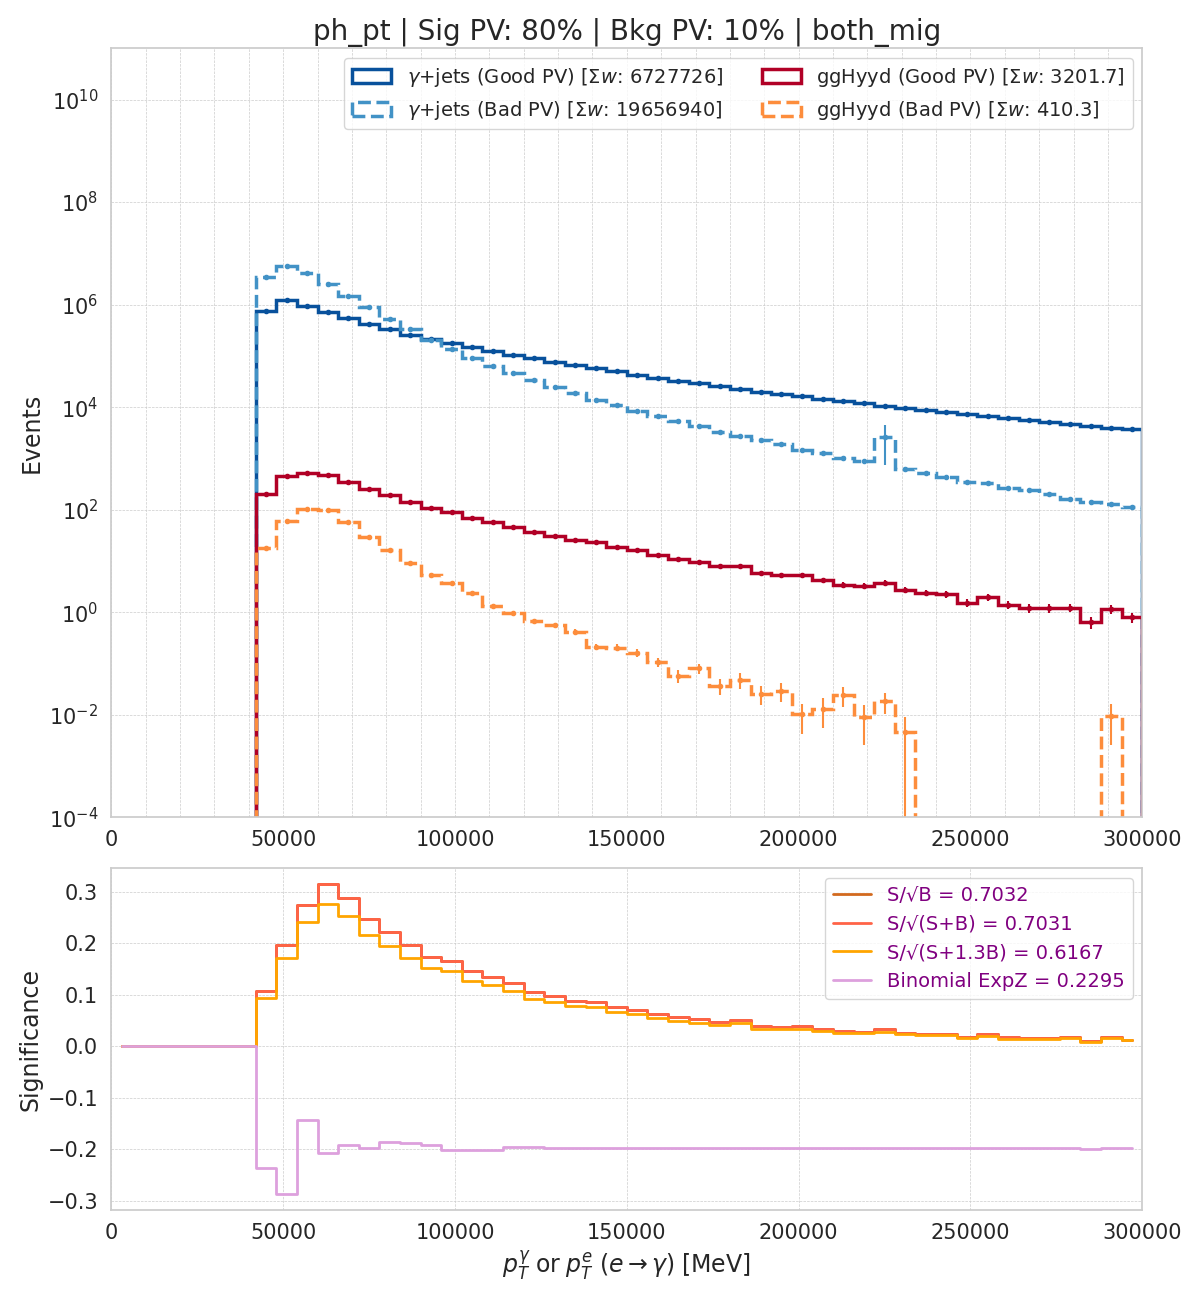 ph_pt | Sig PV: 80% | Bkg PV: 10% | both_mig
γ+jets (Good PV) [Σw: 6727726]
γ+jets (Bad PV) [Σw: 19656940]
ggHyyd (Good PV) [Σw: 3201.7]
ggHyyd (Bad PV) [Σw: 410.3]
Events
10^10
10^8
10^6
10^4
10^2
10^0
10^−2
10^−4
0 50000 100000 150000 200000 250000 300000
S/√B = 0.7032
S/√(S+B) = 0.7031
S/√(S+1.3B) = 0.6167
Binomial ExpZ = 0.2295
Significance
0.3
0.2
0.1
0.0
−0.1
−0.2
−0.3
0 50000 100000 150000 200000 250000 300000
p_T^γ or p_T^e (e→γ) [MeV]